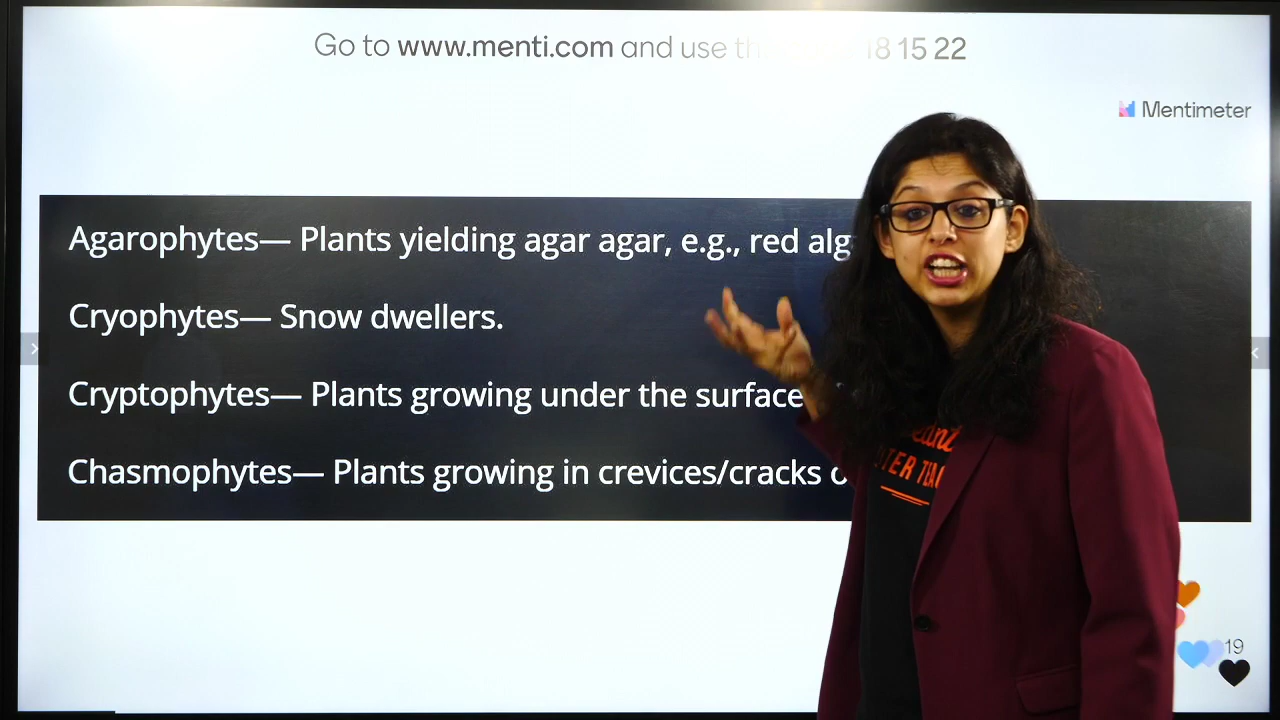 Go to www.menti.com and use 18 15 22
Mentimeter
Agarophytes— Plants yielding agar agar, e.g., red alg
Cryophytes— Snow dwellers.
Cryptophytes— Plants growing under the surface
Chasmophytes— Plants growing in crevices/cracks
19